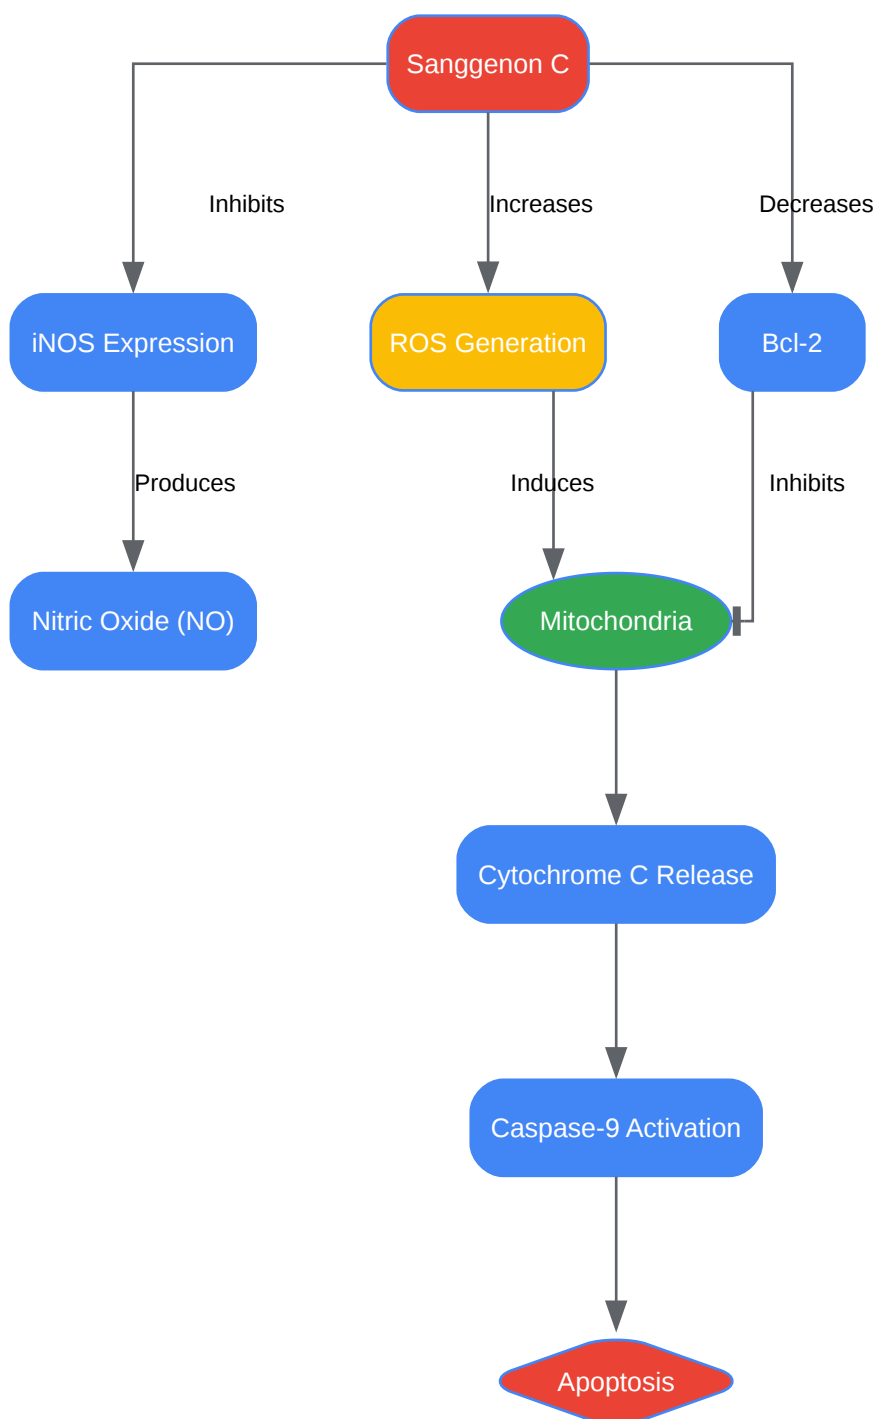 Sanggenon C
Inhibits
Increases
Decreases
iNOS Expression
ROS Generation
Bcl-2
Produces
Induces
Inhibits
Nitric Oxide (NO)
Mitochondria
Cytochrome C Release
Caspase-9 Activation
Apoptosis